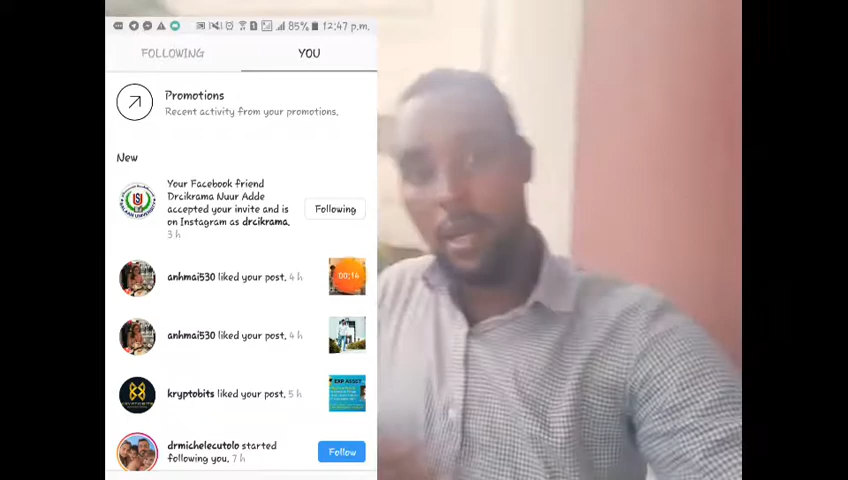 85% 12:47 p.m.
FOLLOWING YOU
Promotions
Recent activity from your promotions.
New
Your Facebook friend
Drcikrama Nuur Adde
accepted your invite and is
on Instagram as drcikrama.
3 h
Following
anhmai530 liked your post. 4 h
00:14
anhmai530 liked your post. 4 h
kryptobits liked your post. 5 h
EXP ASSET
drmichelecutolo started
following you. 7 h
Follow